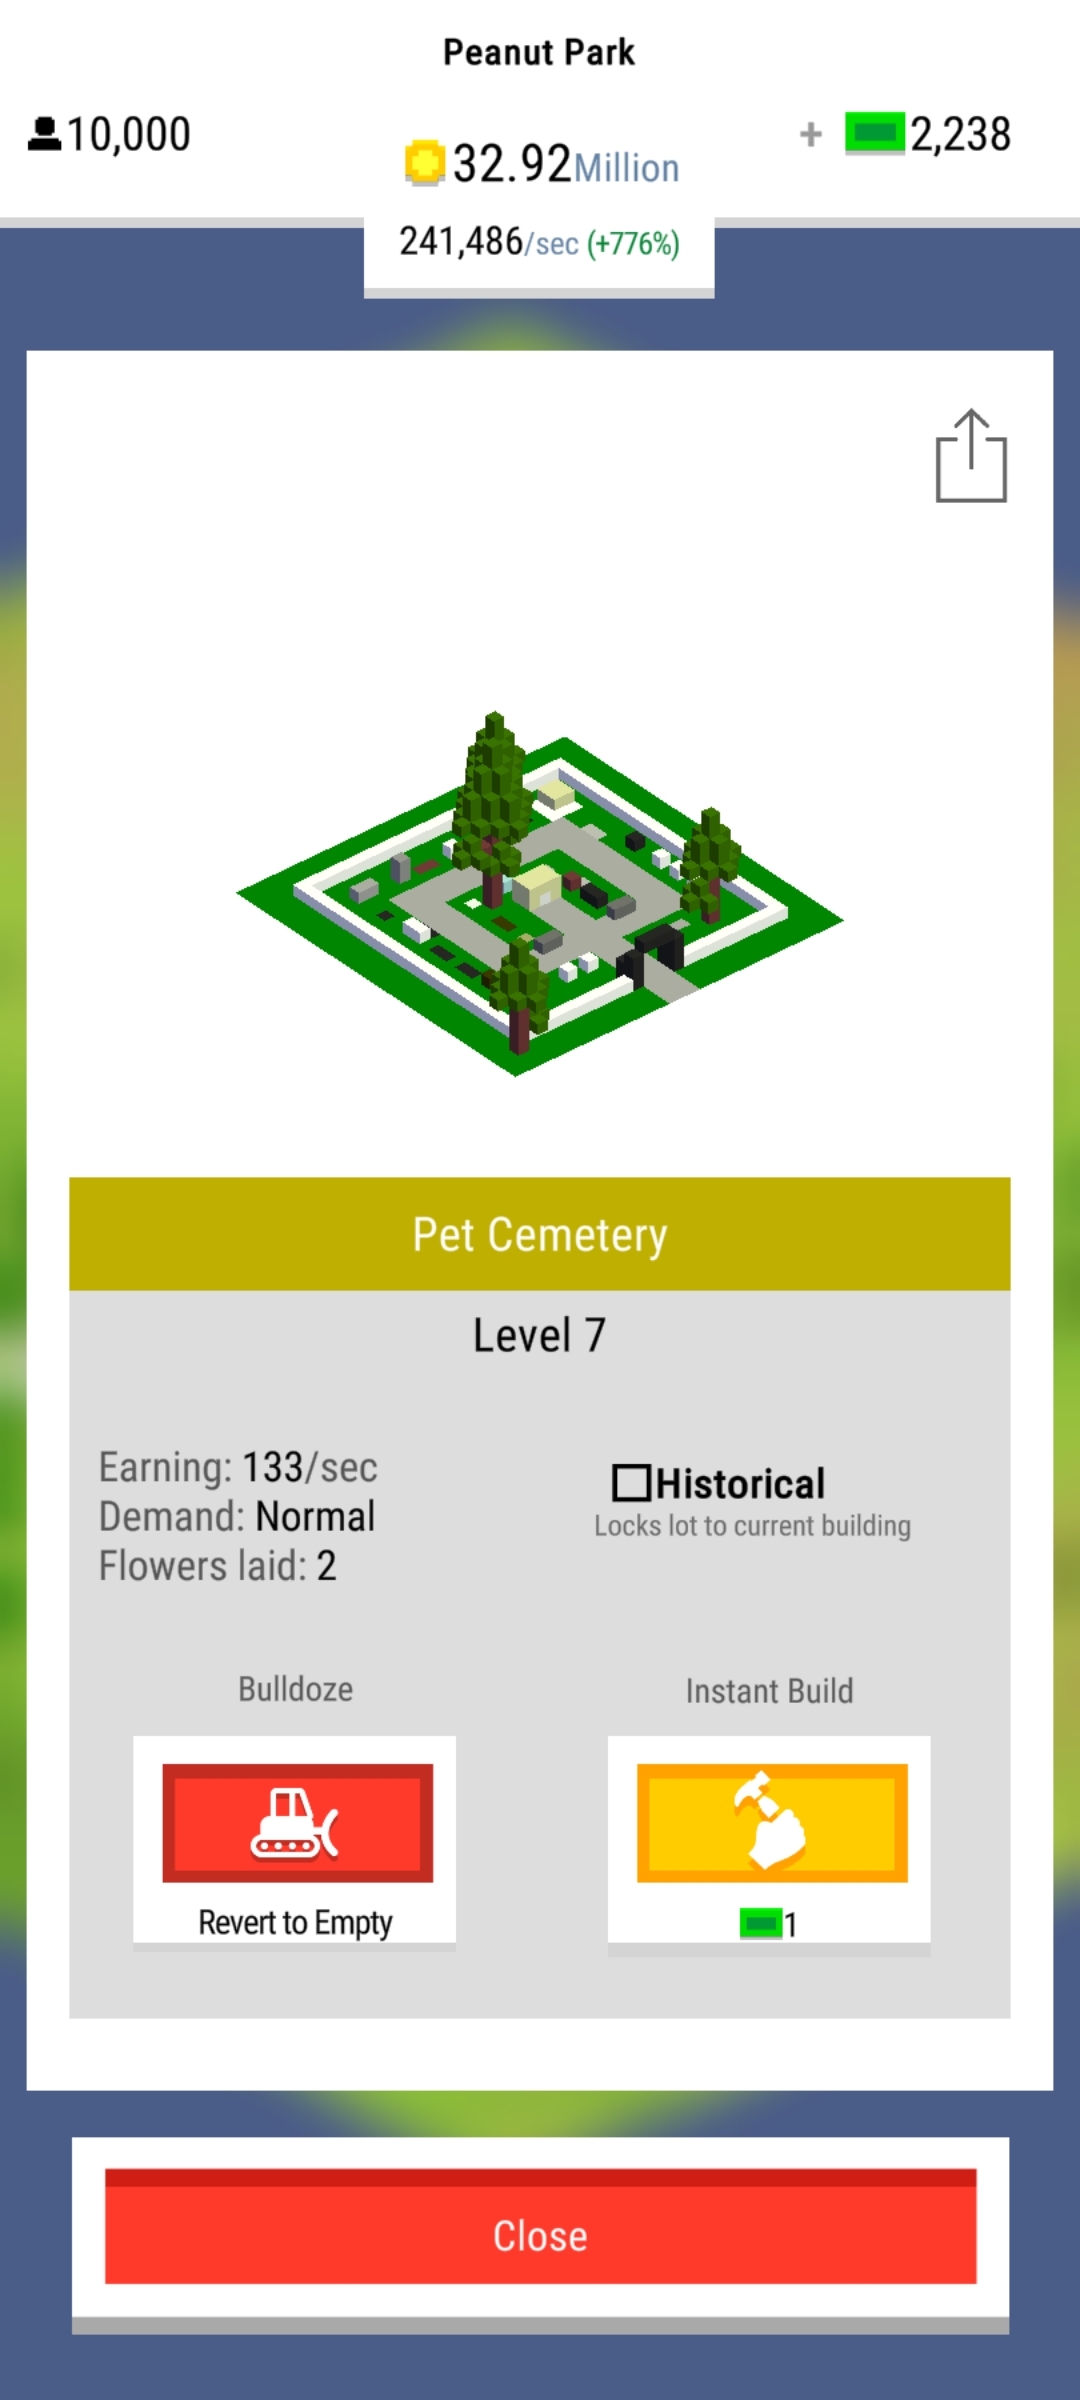 Peanut Park
10,000
32.92Million
+ 2,238
241,486/sec (+776%)
Pet Cemetery
Level 7
Earning: 133/sec
Demand: Normal
Flowers laid: 2
Historical
Locks lot to current building
Bulldoze
Revert to Empty
Instant Build
1
Close